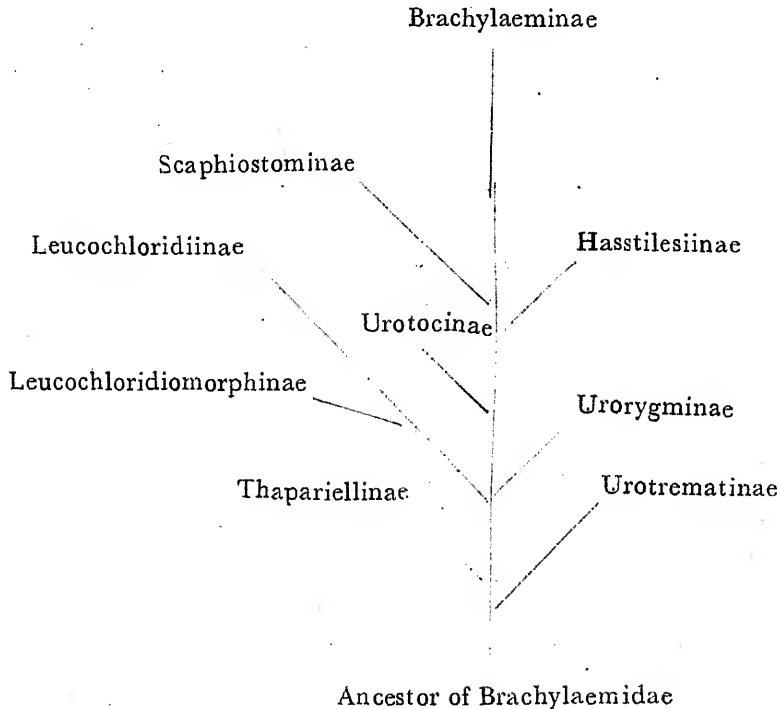 Brachylaeminae
Scaphiostominae
Leucochloridiinae
Hasstilesiinae
Urotocinae
Leucochloridiomorphinae
Urorygminae
Thapariellinae
Urotrematinae
Ancestor of Brachylaemidae